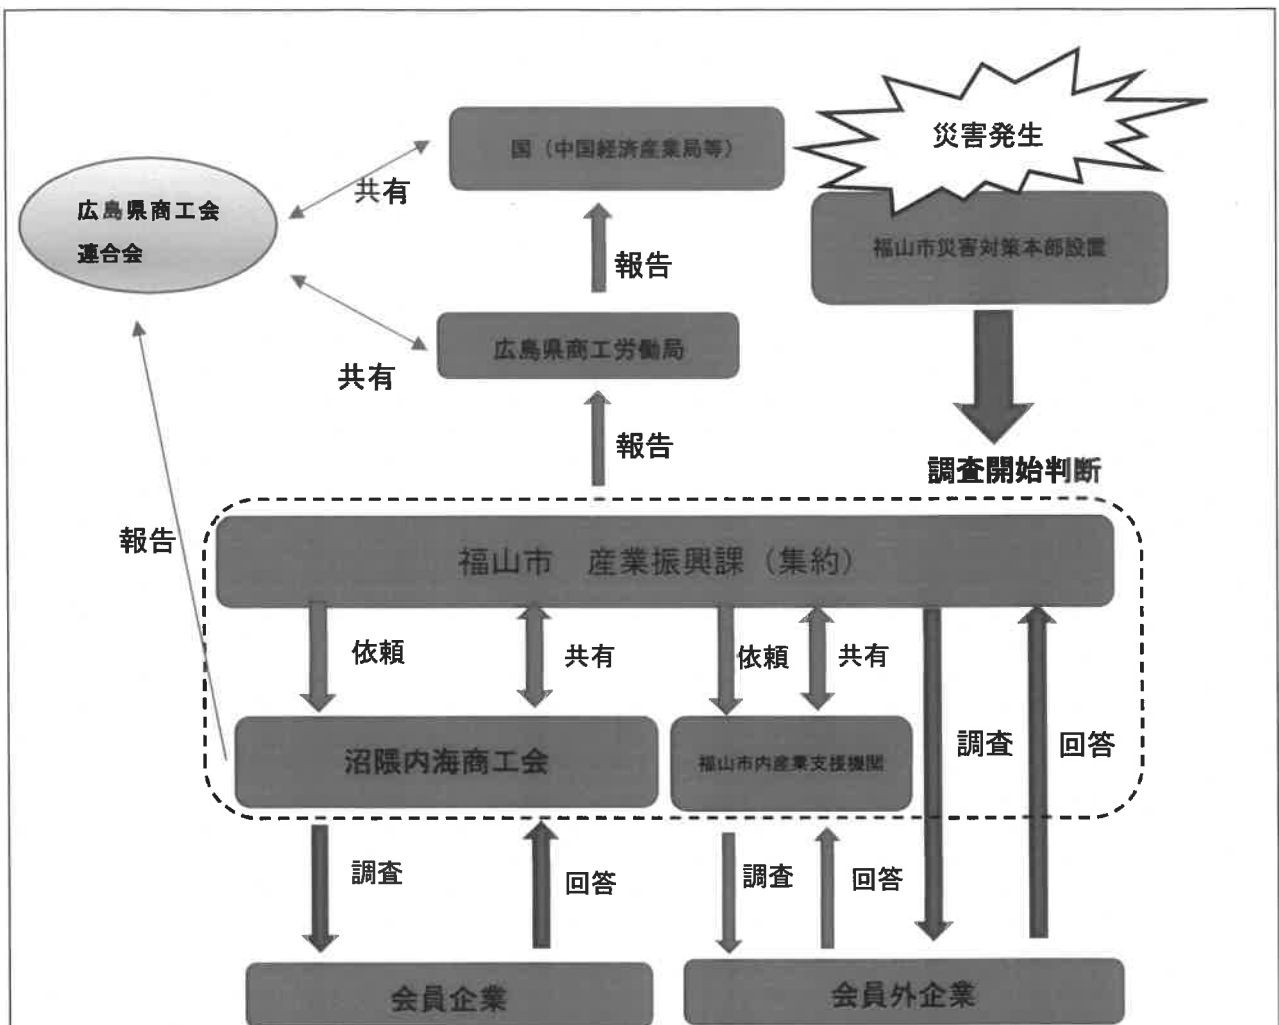 災害発生
国（中国経済産業局等）
共有
広島県商工会
連合会
福山市災害対策本部設置
報告
広島県商工労働局
共有
報告
調査開始判断
報告
福山市　産業振興課（集約）
依頼
共有
依頼
共有
沼隈内海商工会
福山市内産業支援機関
調査
回答
調査
回答
調査
回答
会員企業
会員外企業